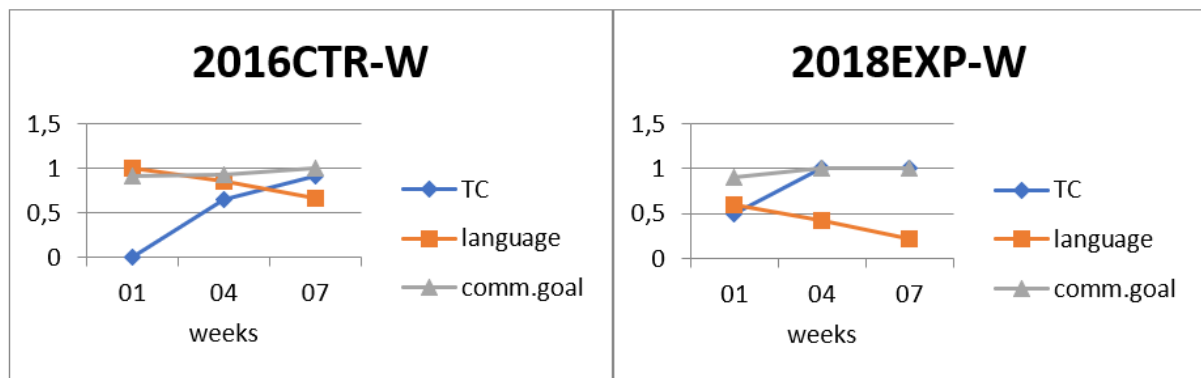 2016CTR-W
1,5
1
0,5
0
01 04 07
weeks
TC
language
comm.goal
2018EXP-W
1,5
1
0,5
0
01 04 07
weeks
TC
language
comm.goal